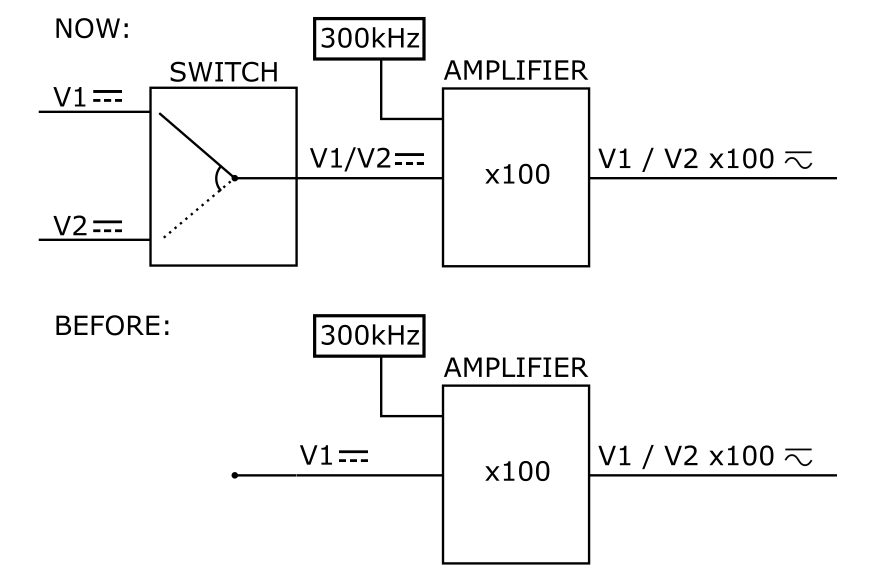 NOW:
300kHz
SWITCH
AMPLIFIER
V1
V1/V2
x100
V1 / V2 x100
V2
BEFORE:
300kHz
AMPLIFIER
V1
x100
V1 / V2 x100